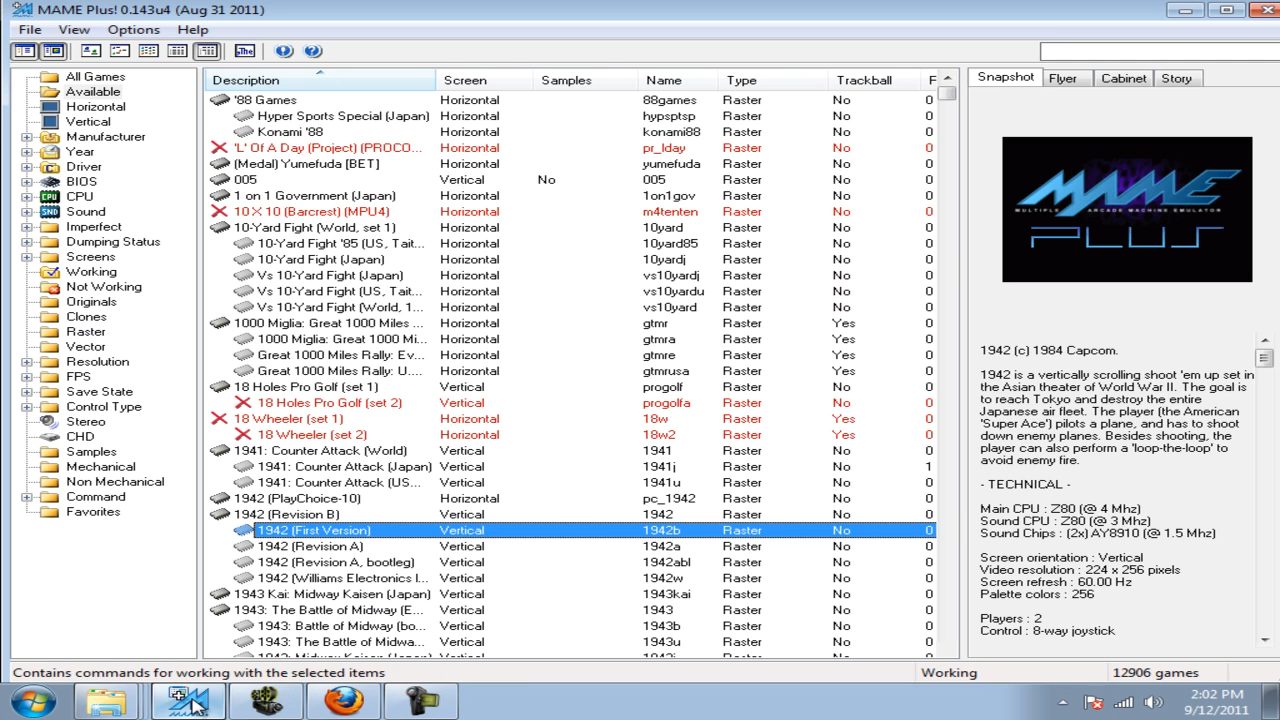 MAME Plus! 0.143u4 (Aug 31 2011)
File View Options Help
All Games
Available
Horizontal
Vertical
Manufacturer
Year
Driver
BIOS
CPU
Sound
Imperfect
Dumping Status
Screens
Working
Not Working
Originals
Clones
Raster
Vector
Resolution
FPS
Save State
Control Type
Stereo
CHD
Samples
Mechanical
Non Mechanical
Command
Favorites
Description Screen Samples Name Type Trackball F
'88 Games Horizontal 88games Raster No 0
Hyper Sports Special (Japan) Horizontal hypsptsp Raster No 0
Konami '88 Horizontal konami88 Raster No 0
'L' Of A Day (Project) (PROCO... Horizontal pr_lday Raster No 0
(Medal) Yumefuda [BET] Horizontal yumefuda Raster No 0
005 Vertical No 005 Raster No 0
1 on 1 Government (Japan) Horizontal 1on1gov Raster No 0
10 X 10 (Barcrest) (MPU4) Horizontal m4tenten Raster No 0
10-Yard Fight (World, set 1) Horizontal 10yard Raster No 0
10-Yard Fight '85 (US, Tait... Horizontal 10yard85 Raster No 0
10-Yard Fight (Japan) Horizontal 10yardj Raster No 0
Vs 10-Yard Fight (Japan) Horizontal vs10yardj Raster No 0
Vs 10-Yard Fight (US, Tait... Horizontal vs10yardu Raster No 0
Vs 10-Yard Fight (World, 1... Horizontal vs10yard Raster No 0
1000 Miglia: Great 1000 Miles ... Horizontal gtmr Raster Yes 0
1000 Miglia: Great 1000 Mi... Horizontal gtmra Raster Yes 0
Great 1000 Miles Rally: Ev... Horizontal gtmre Raster Yes 0
Great 1000 Miles Rally: U.... Horizontal gtmrusa Raster Yes 0
18 Holes Pro Golf (set 1) Vertical progolf Raster No 0
18 Holes Pro Golf (set 2) Vertical progolfa Raster No 0
18 Wheeler (set 1) Horizontal 18w Raster Yes 0
18 Wheeler (set 2) Horizontal 18w2 Raster Yes 0
1941: Counter Attack (World) Vertical 1941 Raster No 0
1941: Counter Attack (Japan) Vertical 1941j Raster No 1
1941: Counter Attack (US... Vertical 1941u Raster No 0
1942 (PlayChoice-10) Horizontal pc_1942 Raster No 0
1942 (Revision B) Vertical 1942 Raster No 0
1942 (First Version) Vertical 1942b Raster No 0
1942 (Revision A) Vertical 1942a Raster No 0
1942 (Revision A, bootleg) Vertical 1942abl Raster No 0
1942 (Williams Electronics I... Vertical 1942w Raster No 0
1943 Kai: Midway Kaisen (Japan) Vertical 1943kai Raster No 0
1943: The Battle of Midway (E... Vertical 1943 Raster No 0
1943: Battle of Midway (bo... Vertical 1943b Raster No 0
1943: The Battle of Midwa... Vertical 1943u Raster No 0
1943: Midway Kaisen (Japan) Vertical 1943j Raster No 0
Snapshot Flyer Cabinet Story
MAME
MULTIPLE ARCADE MACHINE EMULATOR
PLUS
1942 (c) 1984 Capcom.
1942 is a vertically scrolling shoot 'em up set in
the Asian theater of World War II. The goal is
to reach Tokyo and destroy the entire
Japanese air fleet. The player (the American
'Super Ace') pilots a plane, and has to shoot
down enemy planes. Besides shooting, the
player can also perform a 'loop-the-loop' to
avoid enemy fire.
- TECHNICAL -
Main CPU : Z80 (@ 4 Mhz)
Sound CPU : Z80 (@ 3 Mhz)
Sound Chips : (2x) AY8910 (@ 1.5 Mhz)
Screen orientation : Vertical
Video resolution : 224 x 256 pixels
Screen refresh : 60.00 Hz
Palette colors : 256
Players : 2
Control : 8-way joystick
Contains commands for working with the selected items Working 12906 games
2:02 PM
9/12/2011